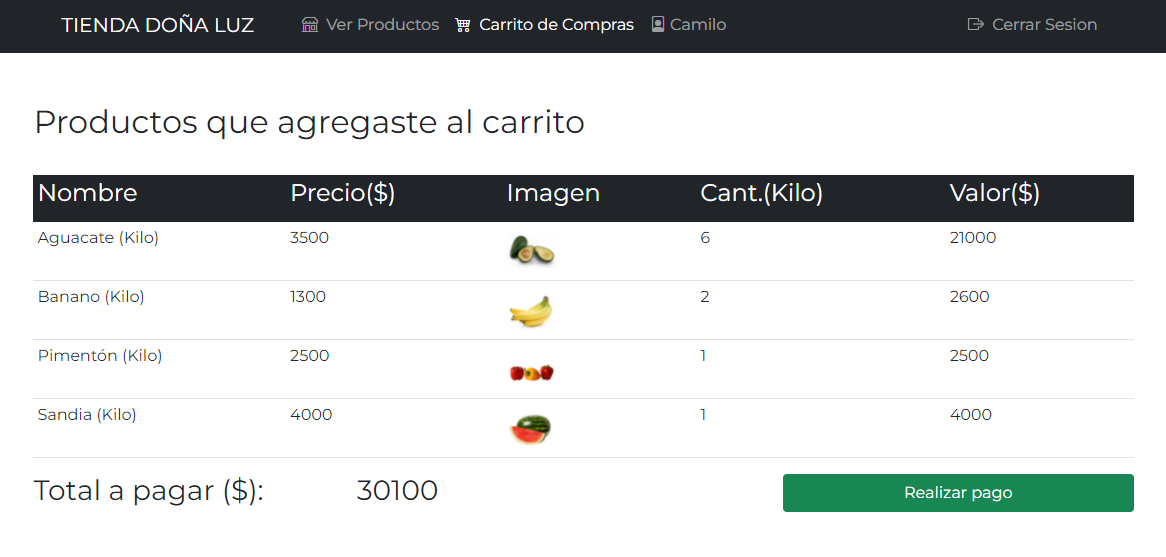 TIENDA DOÑA LUZ Ver Productos Carrito de Compras Camilo Cerrar Sesion
Productos que agregaste al carrito
Nombre Precio($) Imagen Cant.(Kilo) Valor($)
Aguacate (Kilo) 3500 6 21000
Banano (Kilo) 1300 2 2600
Pimentón (Kilo) 2500 1 2500
Sandia (Kilo) 4000 1 4000
Total a pagar ($): 30100 Realizar pago